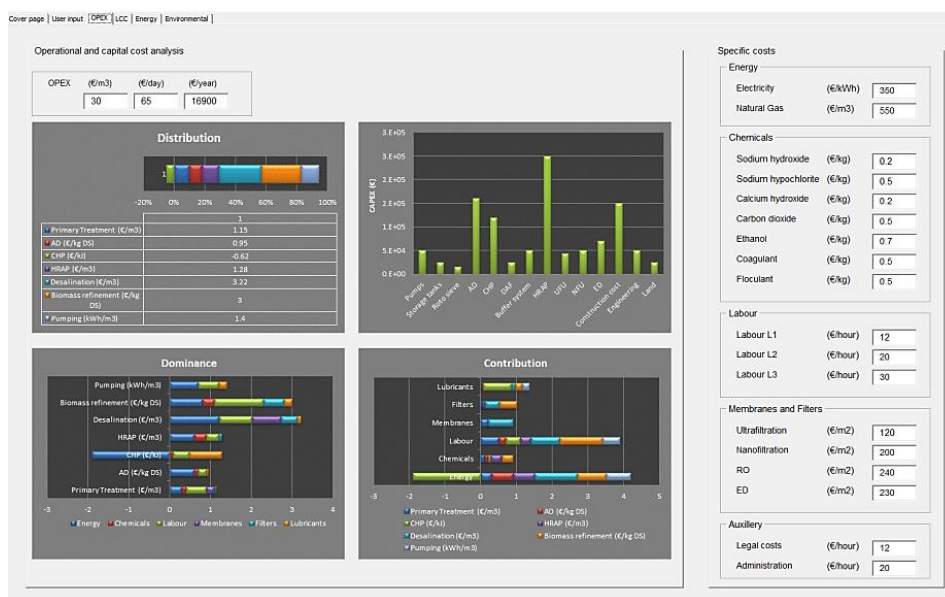 Cover page | User input | OPEX | LCC | Energy | Environmental |
Operational and capital cost analysis
OPEX (€/m3) (€/day) (€/year)
30 65 16900
Distribution
1
-20% 0% 20% 40% 60% 80% 100%
1
Primary Treatment (€/m3) 1.15
AD (€/kg DS) 0.95
CHP (€/kJ) -0.62
HRAP (€/m3) 1.28
Desalination (€/m3) 3.22
Biomass refinement (€/kg DS) 3
Pumping (kWh/m3) 1.4
CAPEX (€)
3.E+05
3.E+05
2.E+05
2.E+05
1.E+05
5.E+04
0.E+00
Pumps
Storage tanks
Roto sieve
AD
CHP
DAF
Buffer system
HRAP
UFU
NFU
ED
Construction cost
Engineering
Land
Dominance
Pumping (kWh/m3)
Biomass refinement (€/kg DS)
Desalination (€/m3)
HRAP (€/m3)
CHP (€/kJ)
AD (€/kg DS)
Primary Treatment (€/m3)
-3 -2 -1 0 1 2 3 4
Energy Chemicals Labour Membranes Filters Lubricants
Contribution
Lubricants
Filters
Membranes
Labour
Chemicals
Energy
-3 -2 -1 0 1 2 3 4 5
Primary Treatment (€/m3) AD (€/kg DS)
CHP (€/kJ) HRAP (€/m3)
Desalination (€/m3) Biomass refinement (€/kg DS)
Pumping (kWh/m3)
Specific costs
Energy
Electricity (€/kWh) 350
Natural Gas (€/m3) 550
Chemicals
Sodium hydroxide (€/kg) 0.2
Sodium hypochlorite (€/kg) 0.5
Calcium hydroxide (€/kg) 0.2
Carbon dioxide (€/kg) 0.5
Ethanol (€/kg) 0.7
Coagulant (€/kg) 0.5
Floculant (€/kg) 0.5
Labour
Labour L1 (€/hour) 12
Labour L2 (€/hour) 20
Labour L3 (€/hour) 30
Membranes and Filters
Ultrafiltration (€/m2) 120
Nanofiltration (€/m2) 200
RO (€/m2) 240
ED (€/m2) 230
Auxillery
Legal costs (€/hour) 12
Administration (€/hour) 20